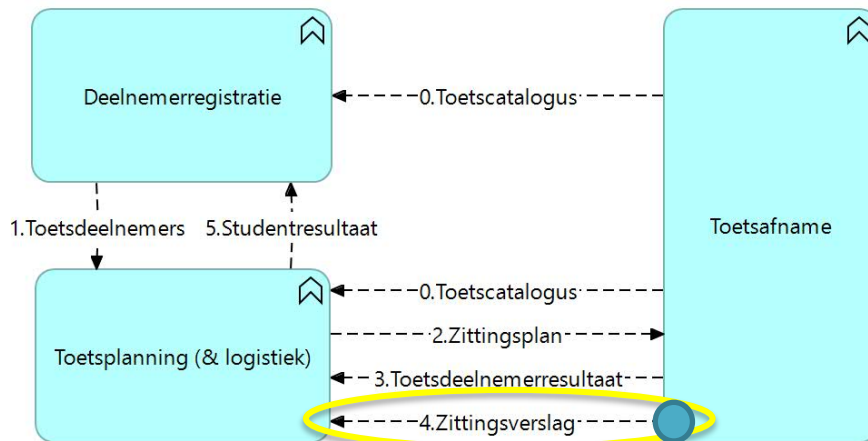 Deelnemerregistratie
0.Toetscatalogus
Toetsafname
1.Toetsdeelnemers
5.Studentresultaat
0.Toetscatalogus
2.Zittingsplan
Toetsplanning (& logistiek)
3.Toetsdeelnemerresultaat
4.Zittingsverslag